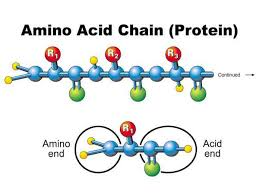 Amino Acid Chain (Protein)
R1 R2 R3
Continued
R1
Amino end
Acid end